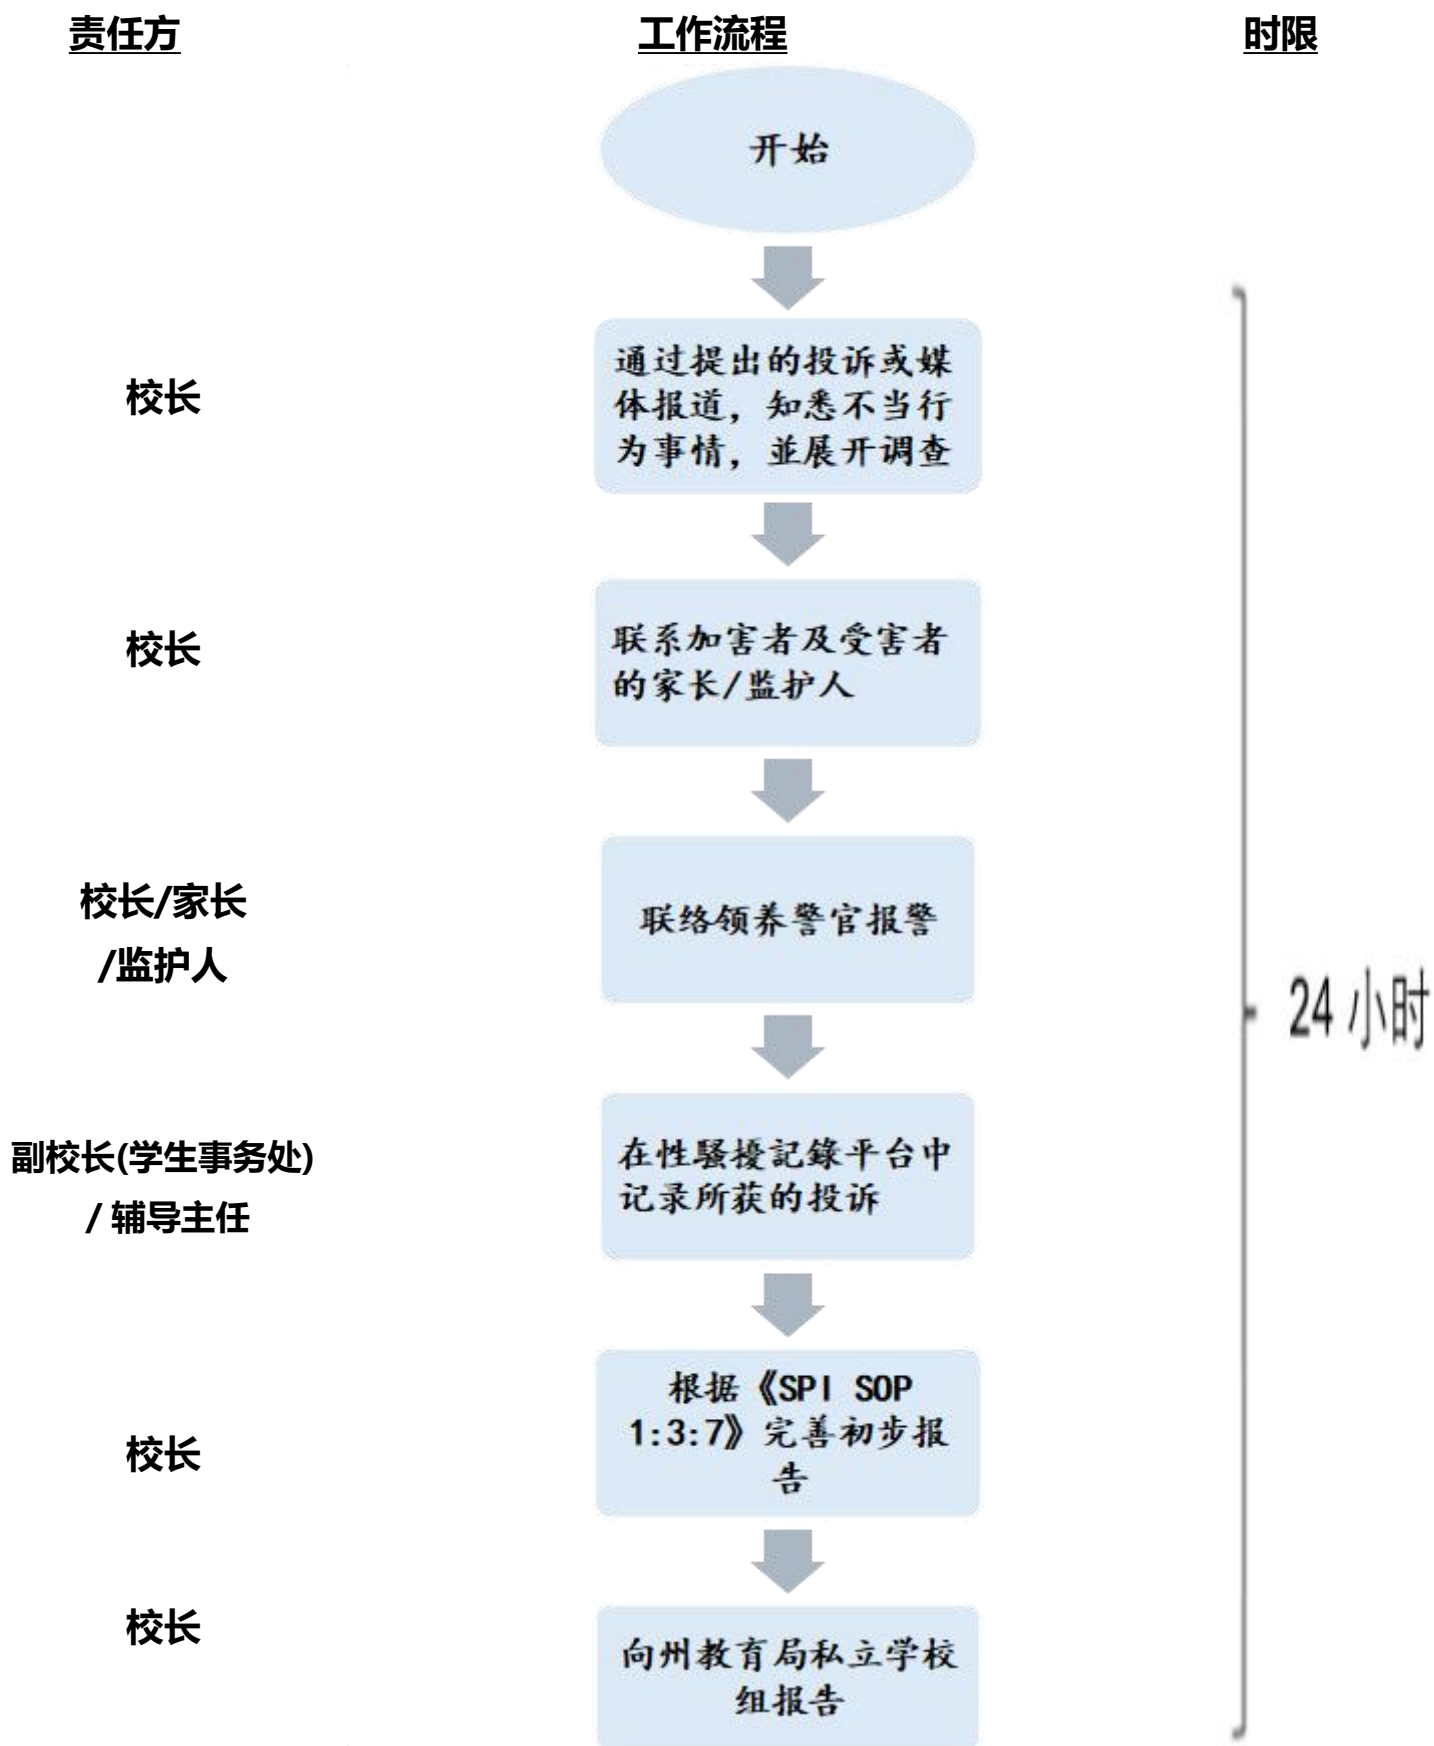 责任方 工作流程 时限
开始
通过提出的投诉或媒
体报道，知悉不当行
为事情，並展开调查
校长
联系加害者及受害者
的家长/监护人
校长
联络领养警官报警
校长/家长
/监护人
24 小时
在性騷擾記錄平台中
记录所获的投诉
副校长(学生事务处)
/ 辅导主任
根据《SPI SOP
1:3:7》完善初步报
告
校长
向州教育局私立学校
组报告
校长